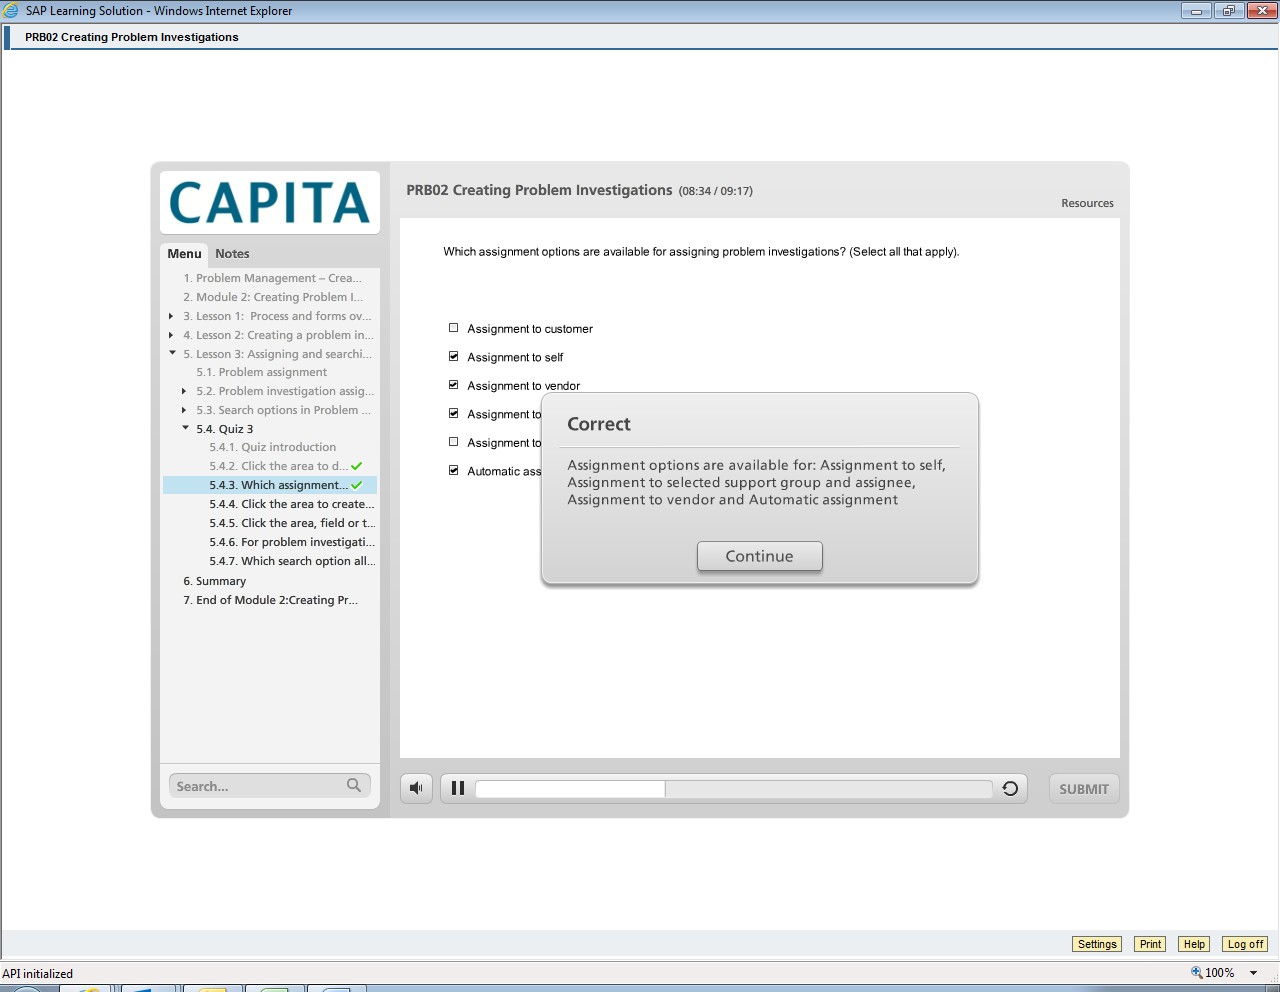 SAP Learning Solution - Windows Internet Explorer
PRB02 Creating Problem Investigations
CAPITA
PRB02 Creating Problem Investigations (08:34 / 09:17)
Resources
Menu Notes
1. Problem Management – Crea...
2. Module 2: Creating Problem I...
3. Lesson 1: Process and forms ov...
4. Lesson 2: Creating a problem in...
5. Lesson 3: Assigning and searchi...
5.1. Problem assignment
5.2. Problem investigation assig...
5.3. Search options in Problem ...
5.4. Quiz 3
5.4.1. Quiz introduction
5.4.2. Click the area to d...
5.4.3. Which assignment...
5.4.4. Click the area to create...
5.4.5. Click the area, field or t...
5.4.6. For problem investigati...
5.4.7. Which search option all...
6. Summary
7. End of Module 2:Creating Pr...
Search...
Which assignment options are available for assigning problem investigations? (Select all that apply).
Assignment to customer
Assignment to self
Assignment to vendor
Assignment to
Assignment to
Automatic ass
Correct
Assignment options are available for: Assignment to self,
Assignment to selected support group and assignee,
Assignment to vendor and Automatic assignment
Continue
SUBMIT
Settings Print Help Log off
API initialized
100%